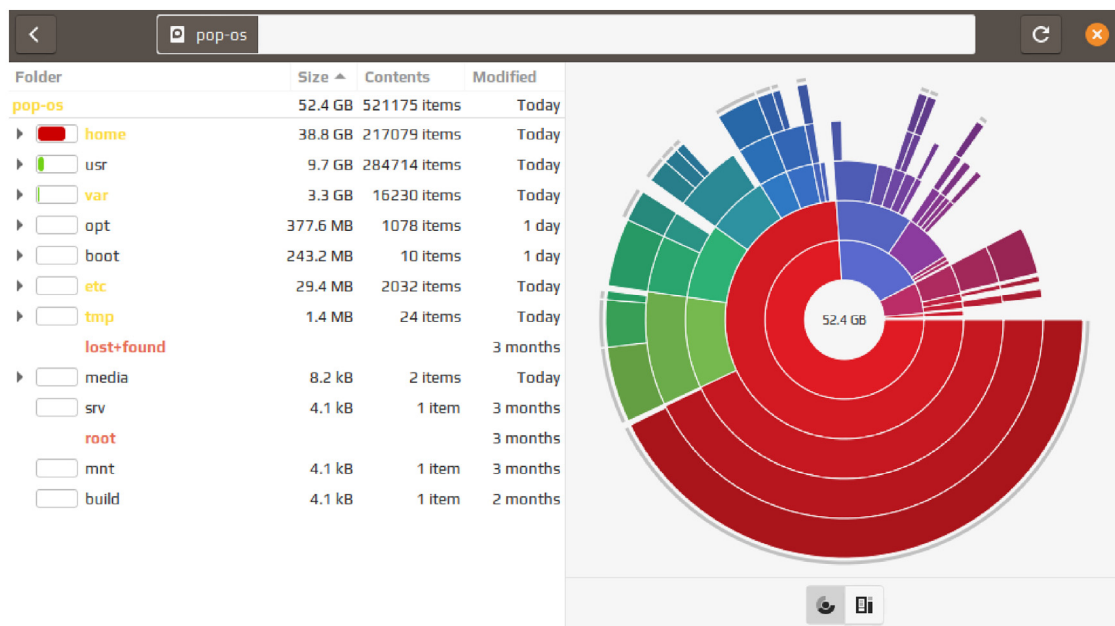 pop-os
Folder Size Contents Modified
pop-os 52.4 GB 521175 items Today
home 38.8 GB 217079 items Today
usr 9.7 GB 284714 items Today
var 3.3 GB 16230 items Today
opt 377.6 MB 1078 items 1 day
boot 243.2 MB 10 items 1 day
etc 29.4 MB 2032 items Today
tmp 1.4 MB 24 items Today
lost+found 3 months
media 8.2 kB 2 items Today
srv 4.1 kB 1 item 3 months
root 3 months
mnt 4.1 kB 1 item 3 months
build 4.1 kB 1 item 2 months
52.4 GB